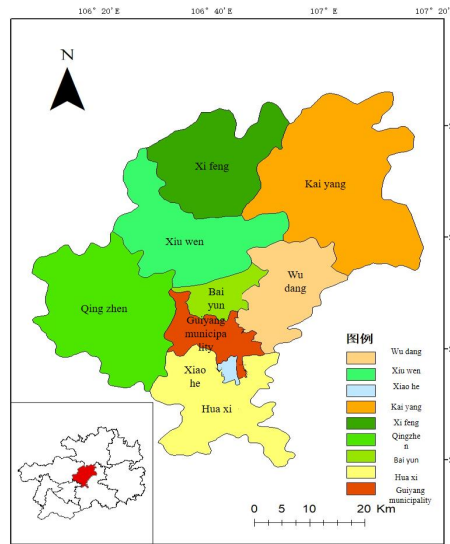 106° 20'E
106° 40'E
107° E
107° 20'
N
Xi feng
Kai yang
Xiu wen
Wu
dang
Bai
yun
Qing zhen
Guiyang
municipa
lity
Xiao
he
Hua xi
图例
Wu dang
Xiu wen
Xiao he
Kai yang
Xi feng
Qingzhe
n
Bai yun
Hua xi
Guiyang
municipality
0 5 10 20 Km